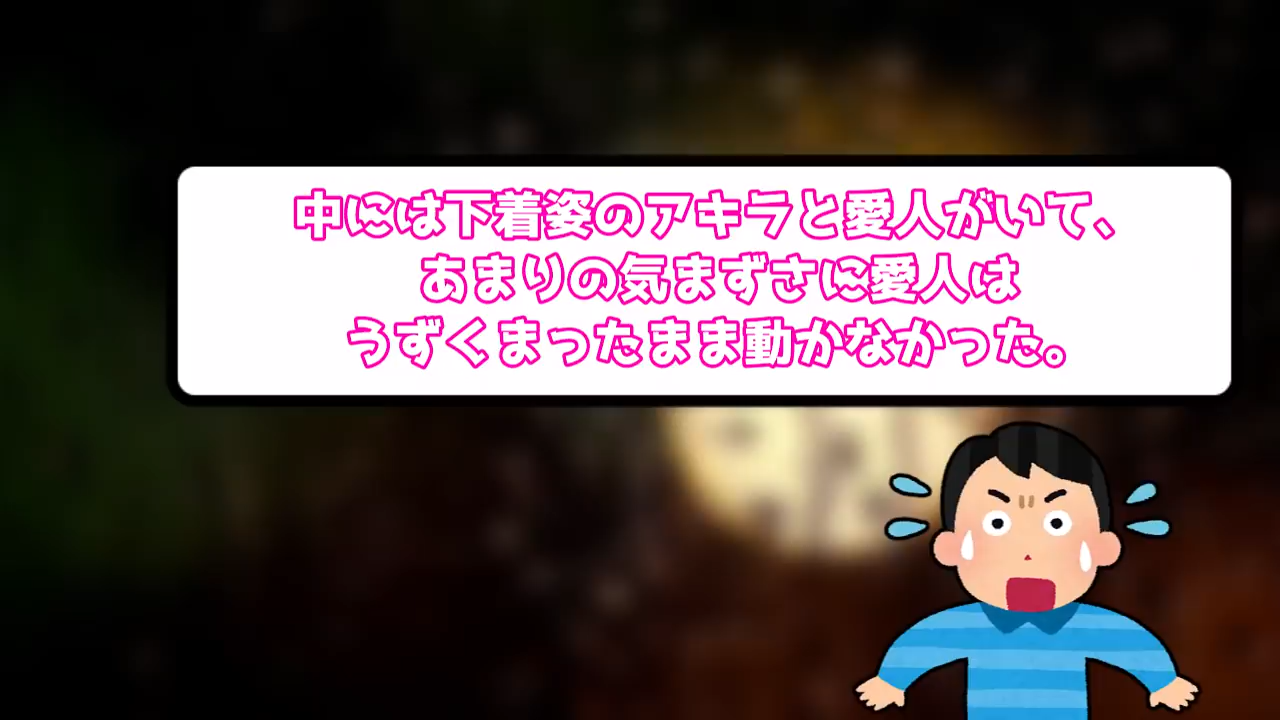 中には下着姿のアキラと愛人がいて、
あまりの気まずさに愛人は
うずくまったまま動かなかった。